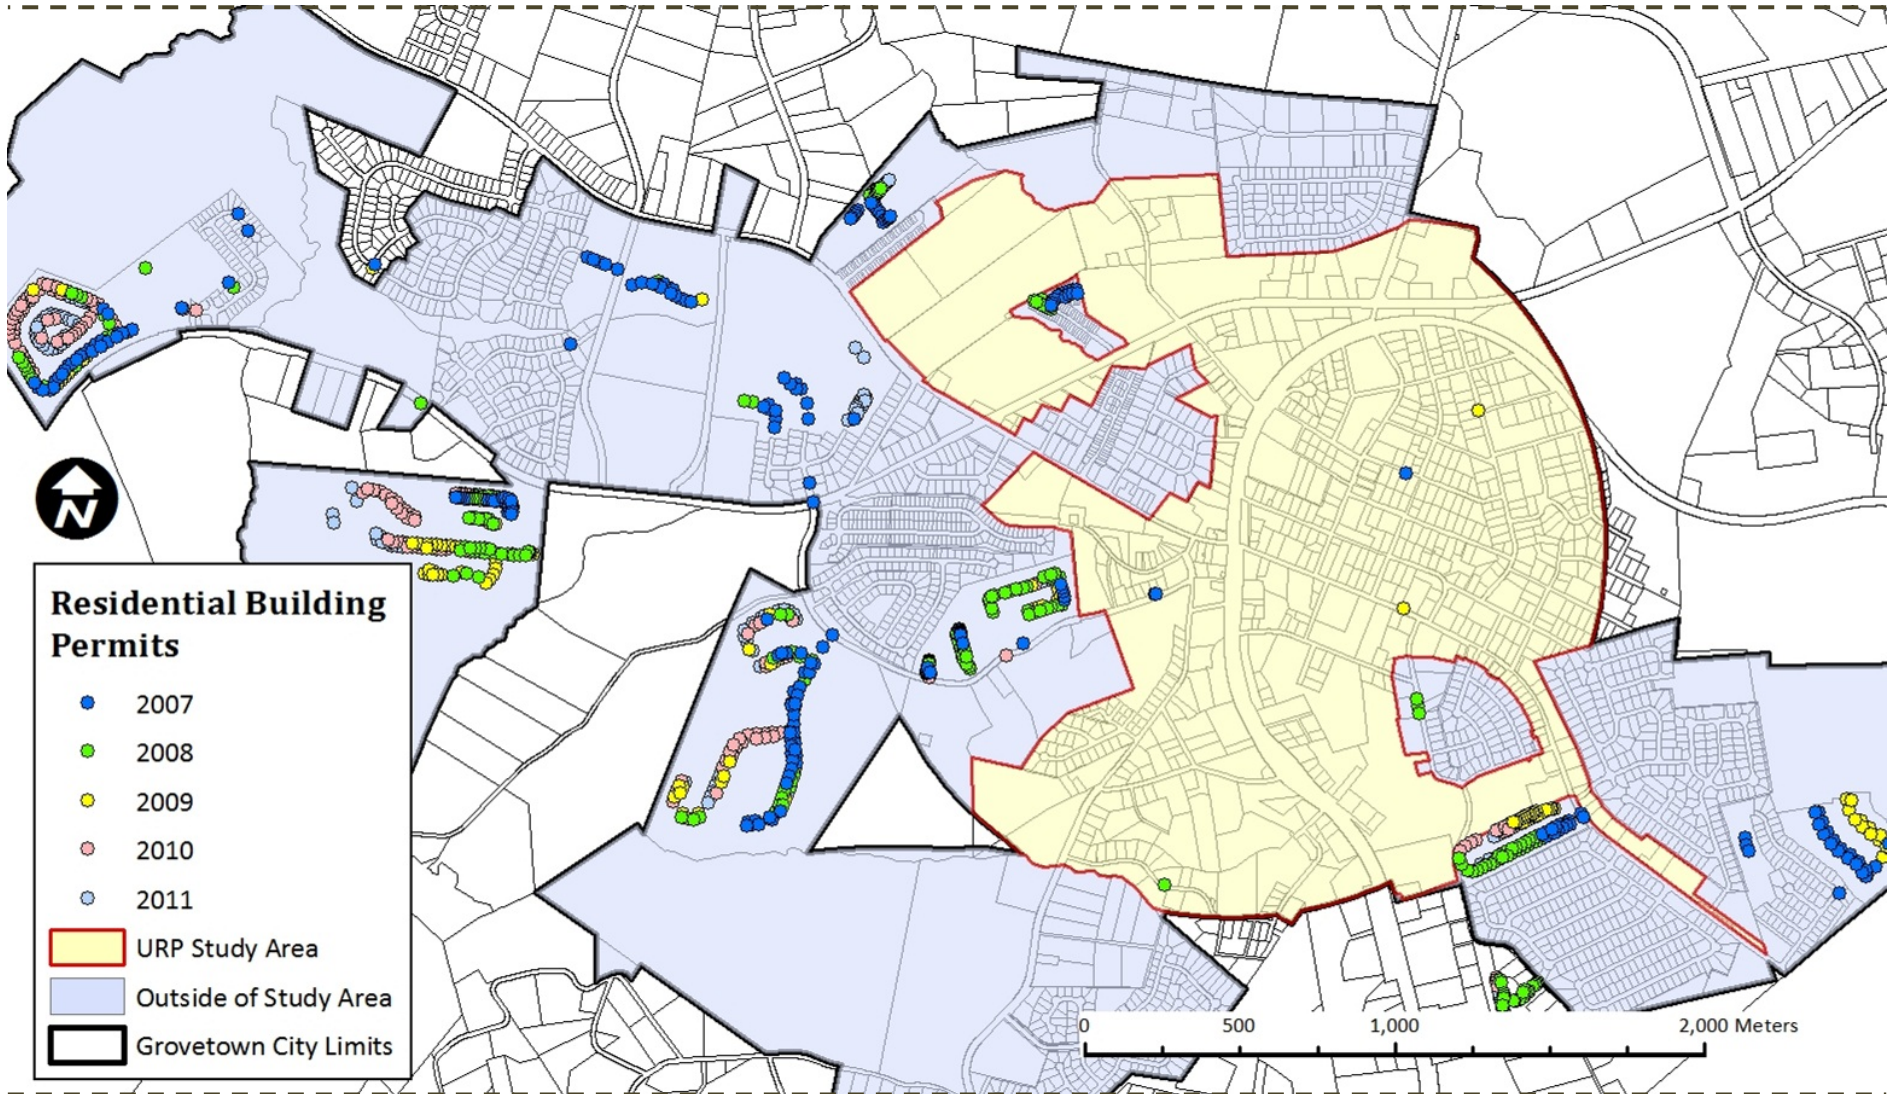 N
Residential Building
Permits
2007
2008
2009
2010
2011
URP Study Area
Outside of Study Area
Grovetown City Limits
0 500 1,000 2,000 Meters